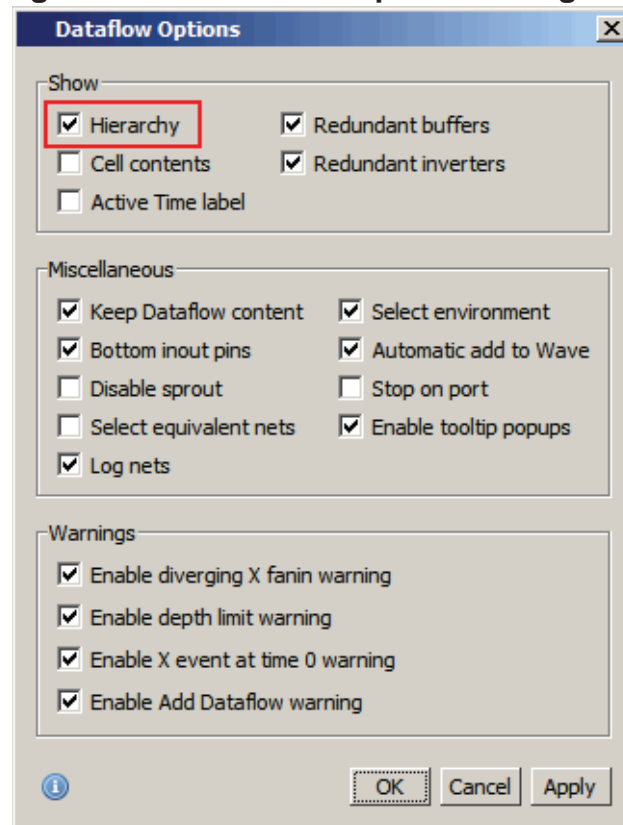 Dataflow Options
Show
Hierarchy
Redundant buffers
Cell contents
Redundant inverters
Active Time label
Miscellaneous
Keep Dataflow content
Select environment
Bottom inout pins
Automatic add to Wave
Disable sprout
Stop on port
Select equivalent nets
Enable tooltip popups
Log nets
Warnings
Enable diverging X fanin warning
Enable depth limit warning
Enable X event at time 0 warning
Enable Add Dataflow warning
OK
Cancel
Apply